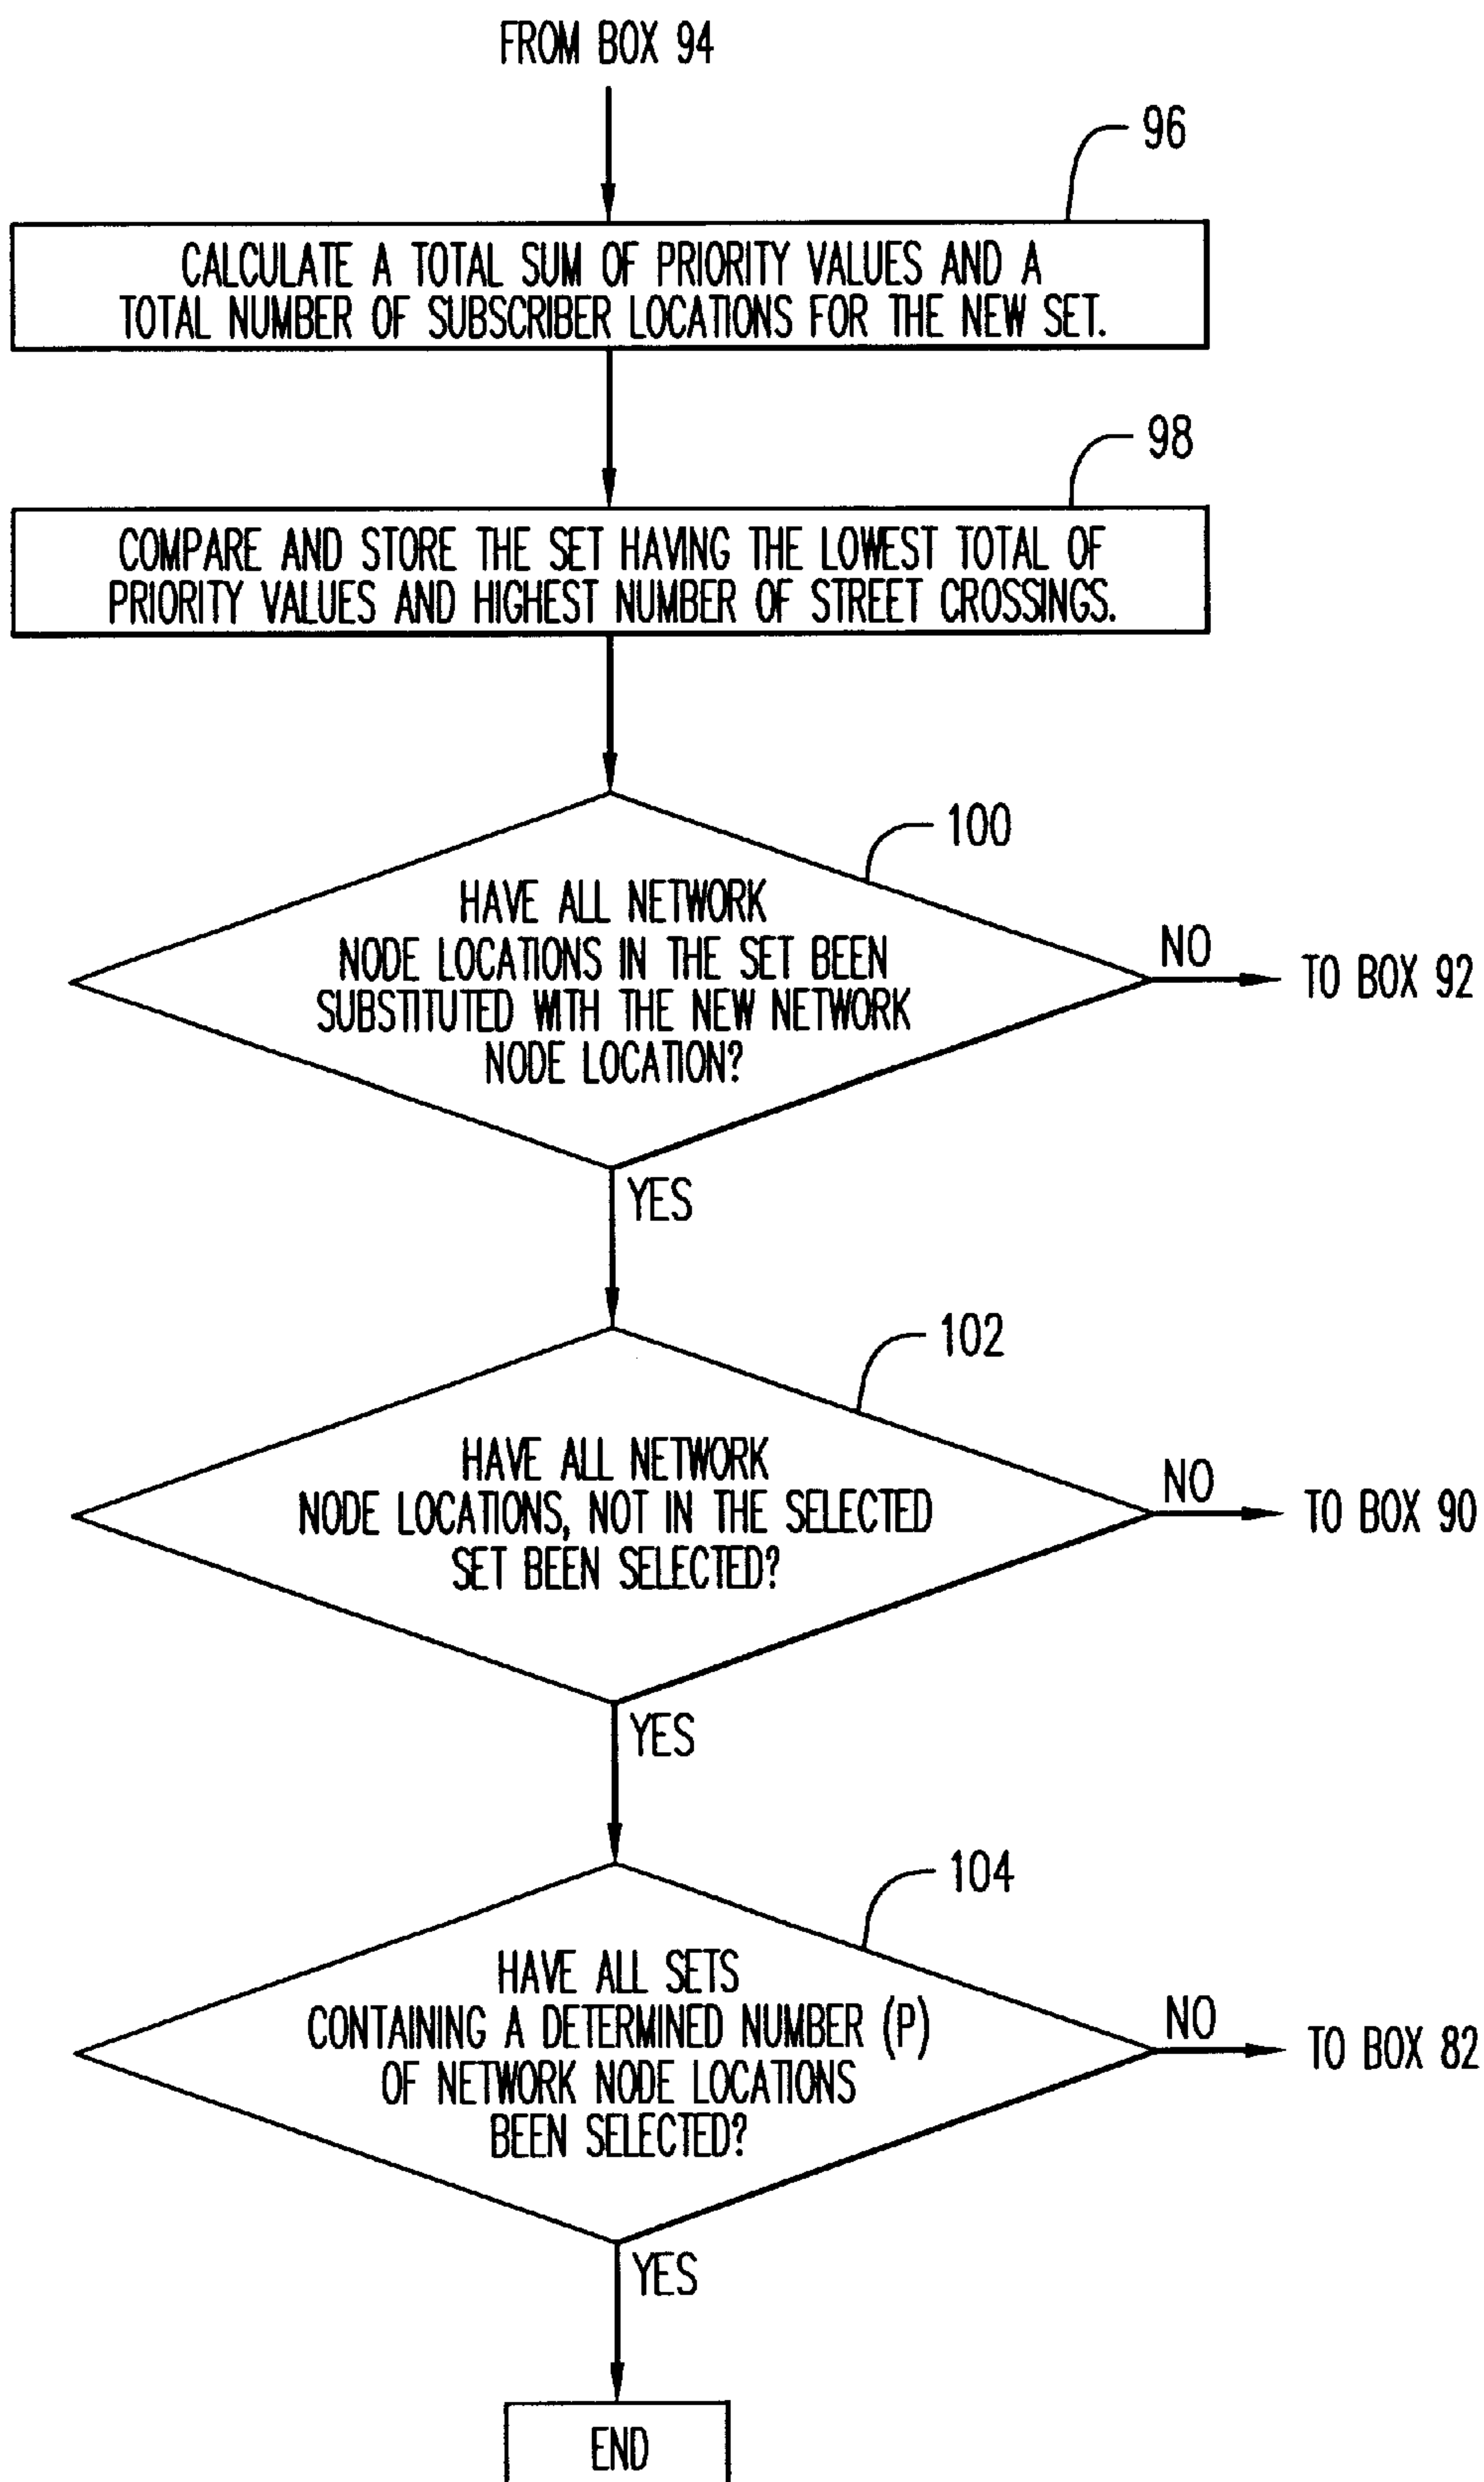 FROM BOX 94
96
CALCULATE A TOTAL SUM OF PRIORITY VALUES AND A
TOTAL NUMBER OF SUBSCRIBER LOCATIONS FOR THE NEW SET.
98
COMPARE AND STORE THE SET HAVING THE LOWEST TOTAL OF
PRIORITY VALUES AND HIGHEST NUMBER OF STREET CROSSINGS.
100
HAVE ALL NETWORK
NODE LOCATIONS IN THE SET BEEN
SUBSTITUTED WITH THE NEW NETWORK
NODE LOCATION?
NO
TO BOX 92
YES
102
HAVE ALL NETWORK
NODE LOCATIONS, NOT IN THE SELECTED
SET BEEN SELECTED?
NO
TO BOX 90
YES
104
HAVE ALL SETS
CONTAINING A DETERMINED NUMBER (P)
OF NETWORK NODE LOCATIONS
BEEN SELECTED?
NO
TO BOX 82
YES
END